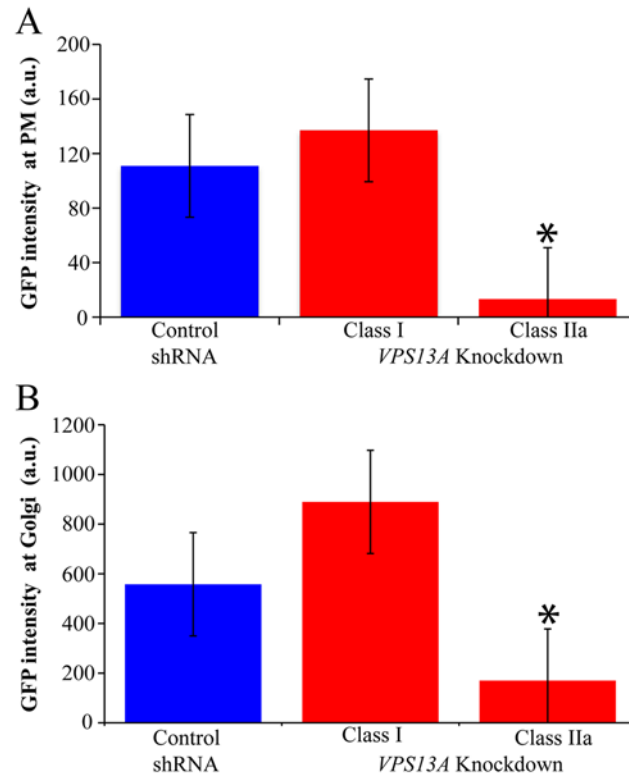 A
GFP intensity at PM (a.u.)
200
160
120
80
40
0
*
Control
shRNA
Class I
Class IIa
VPS13A Knockdown
B
GFP intensity at Golgi (a.u.)
1200
1000
800
600
400
200
0
*
Control
shRNA
Class I
Class IIa
VPS13A Knockdown